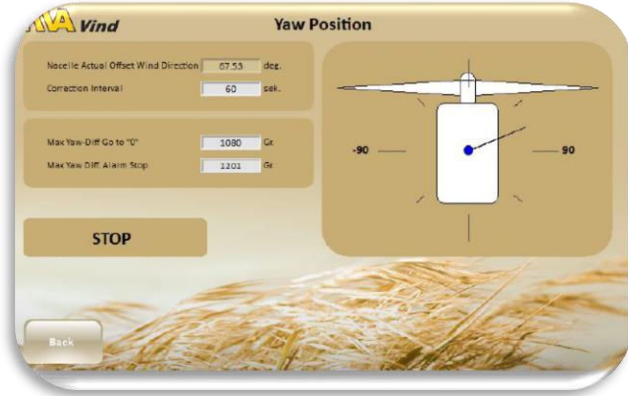 Vind
Yaw Position
Nacelle Actual Offset Wind Direction 67.53 deg.
Correction Interval 60 sek.
Max Yaw-Diff Go to "0" 1080 Gr.
Max Yaw Diff. Alarm Stop 1201 Gr.
-90 90
STOP
Back